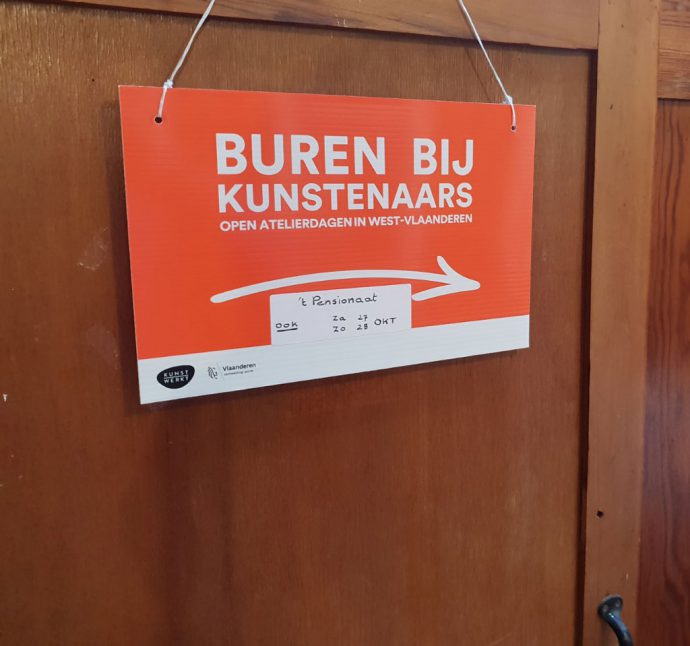 BUREN BIJ
KUNSTENAARS
OPEN ATELIERDAGEN IN WEST-VLAANDEREN
't Pensionaat
OOK Za 27 OKT
Zo 28
KUNST
WERKT
Vlaanderen